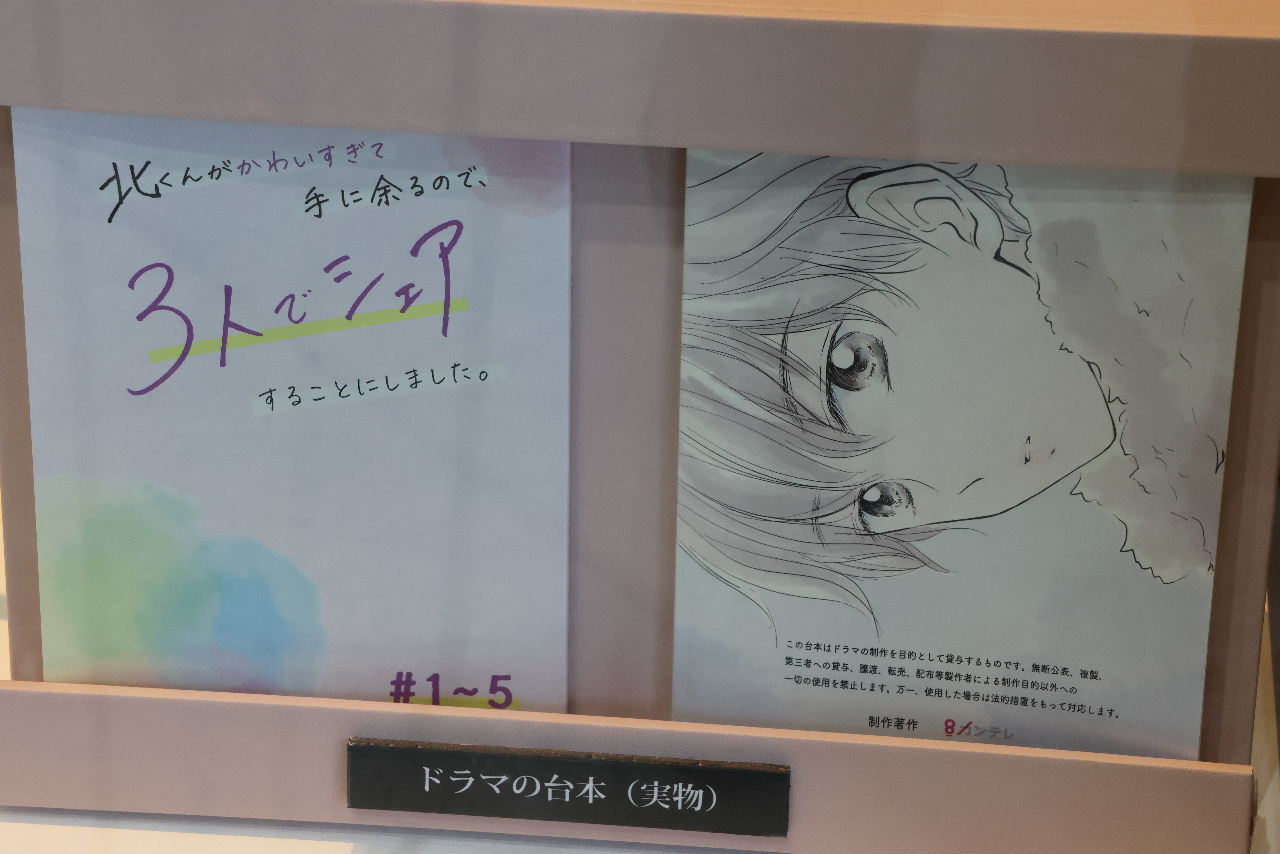 北くんがかわいすぎて
手に余るので、
3人でシェア
することにしました。
#1~5
この台本はドラマの制作を目的として貸与するものです。無断公表、複製、
第三者への貸与、譲渡、転売、配布等製作者による制作目的以外への
一切の使用を禁止します。万一、使用した場合は法的措置をもって対応します。
制作著作 8カンテレ
ドラマの台本（実物）